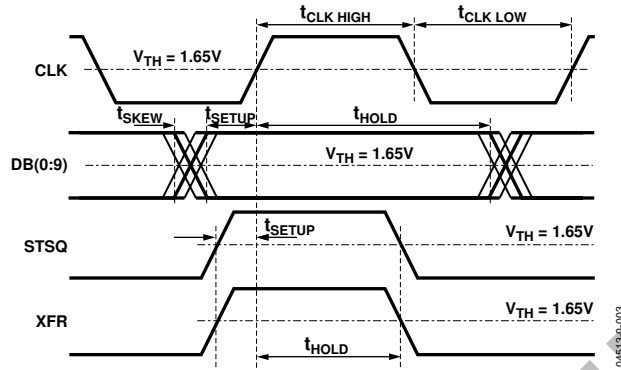 tCLK HIGH
tCLK LOW
CLK
VTH = 1.65V
tSKEW
tSETUP
tHOLD
DB(0:9)
VTH = 1.65V
STSQ
tSETUP
VTH = 1.65V
XFR
VTH = 1.65V
tHOLD
04513-0-003